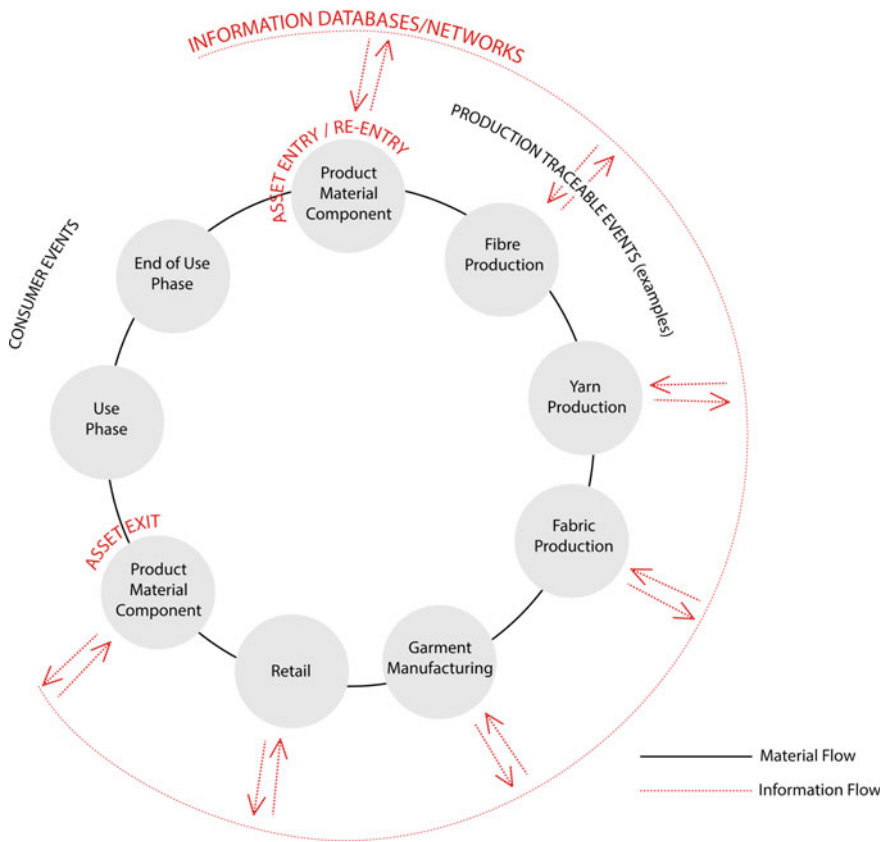 INFORMATION DATABASES/NETWORKS
PRODUCTION TRACEABLE EVENTS (examples)
ASSET ENTRY / RE-ENTRY
Product
Material
Component
Fibre
Production
Yarn
Production
Fabric
Production
Garment
Manufacturing
Retail
ASSET EXIT
Product
Material
Component
Use
Phase
End of Use
Phase
CONSUMER EVENTS
Material Flow
Information Flow